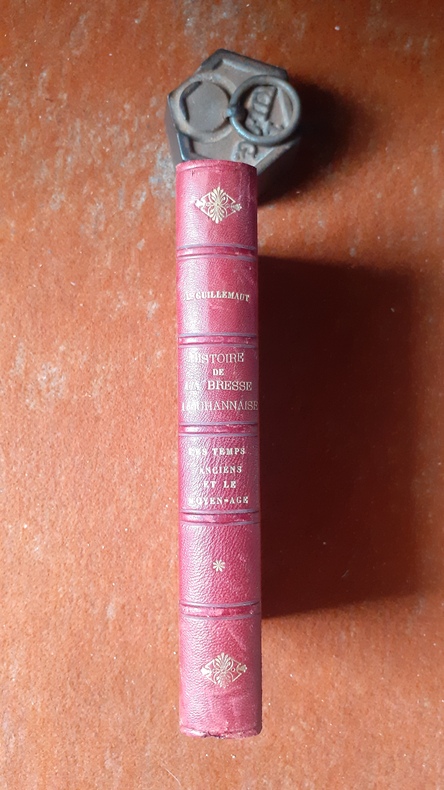 L. GUILLEMAUT
HISTOIRE
DE
LA BRESSE
LOUHANNAISE
LES TEMPS
ANCIENS
ET LE
MOYEN-AGE
*